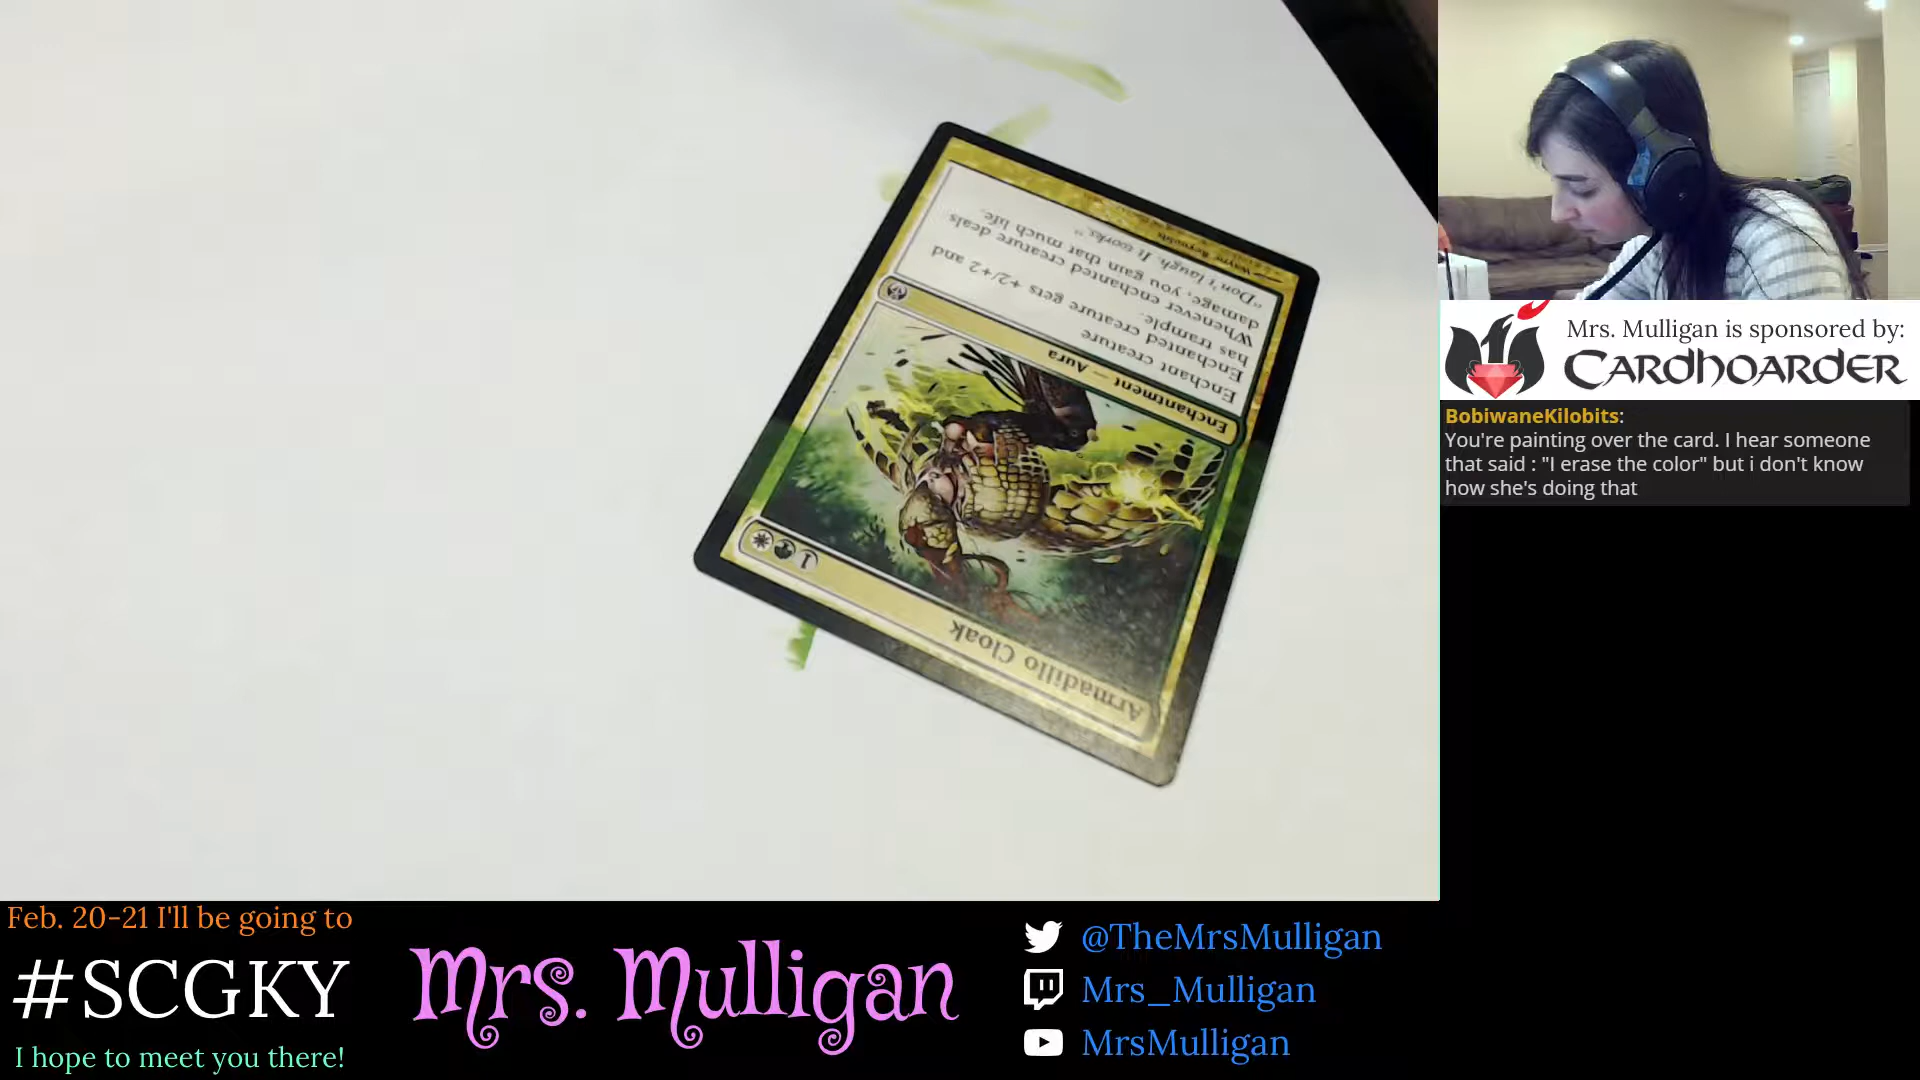 Armadillo Cloak
1
Enchantment — Aura
Enchant creature
Enchanted creature gets +2/+2 and
has trample.
Whenever enchanted creature deals
damage, you gain that much life.
"Don't laugh. It works."
Wayne Reynolds
Mrs. Mulligan is sponsored by:
CARDHOARDER
BobiwaneKilobits:
You're painting over the card. I hear someone
that said : "I erase the color" but i don't know
how she's doing that
Feb. 20-21 I'll be going to
#SCGKY
I hope to meet you there!
Mrs. Mulligan
@TheMrsMulligan
Mrs_Mulligan
MrsMulligan